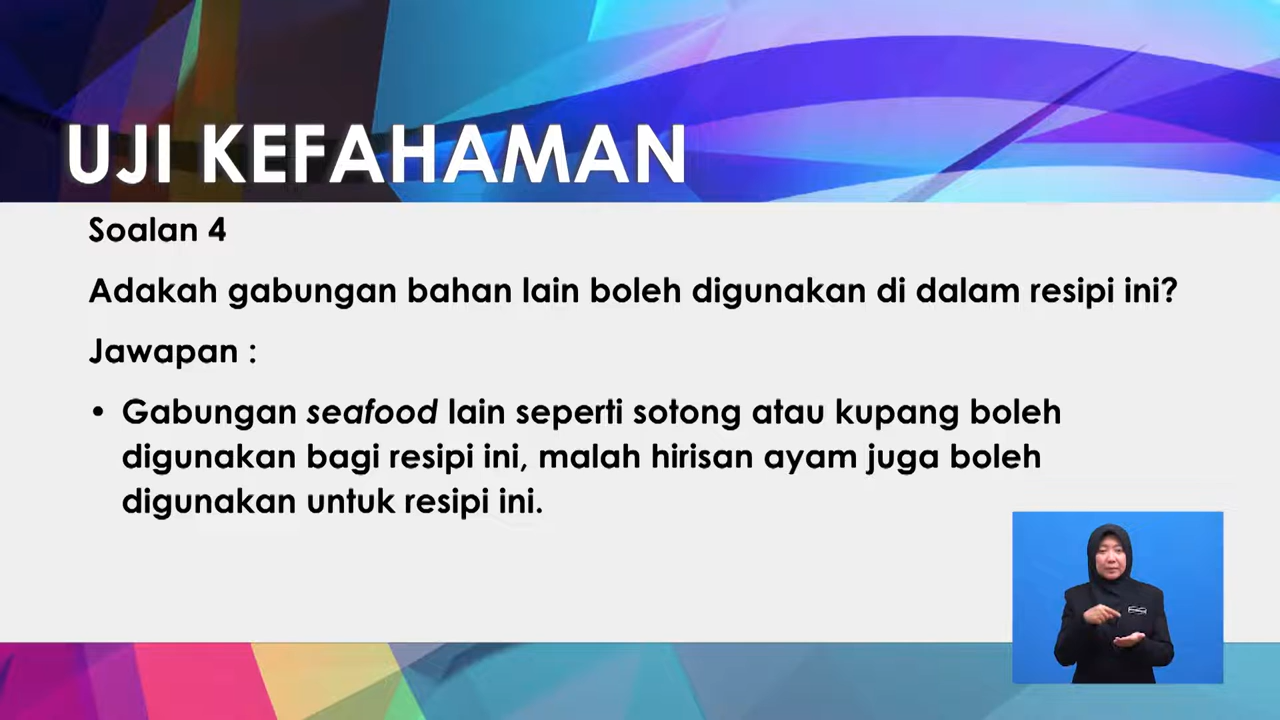 UJI KEFAHAMAN
Soalan 4
Adakah gabungan bahan lain boleh digunakan di dalam resipi ini?
Jawapan :
• Gabungan seafood lain seperti sotong atau kupang boleh
digunakan bagi resipi ini, malah hirisan ayam juga boleh
digunakan untuk resipi ini.